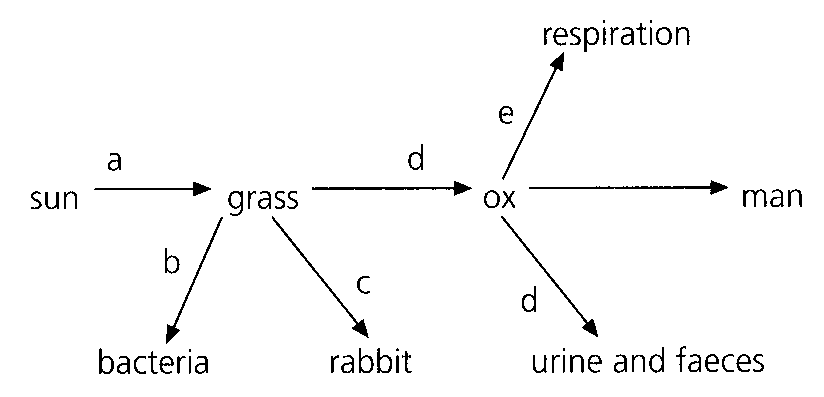 respiration
e
a
d
sun
grass
ox
man
b
c
d
bacteria
rabbit
urine and faeces